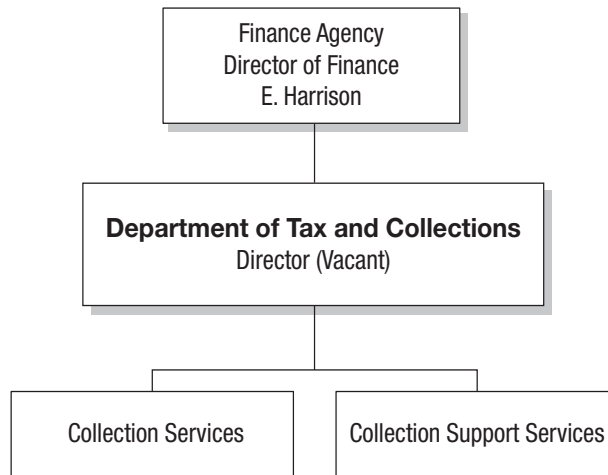 Finance Agency
Director of Finance
E. Harrison
Department of Tax and Collections
Director (Vacant)
Collection Services
Collection Support Services